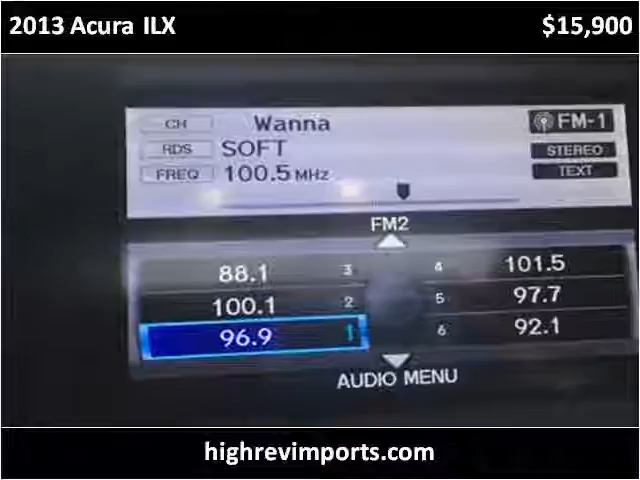 2013 Acura ILX $15,900
CH Wanna FM-1
RDS SOFT STEREO
FREQ 100.5 MHz TEXT
FM2
88.1 3 4 101.5
100.1 2 5 97.7
96.9 1 6 92.1
AUDIO MENU
highrevimports.com